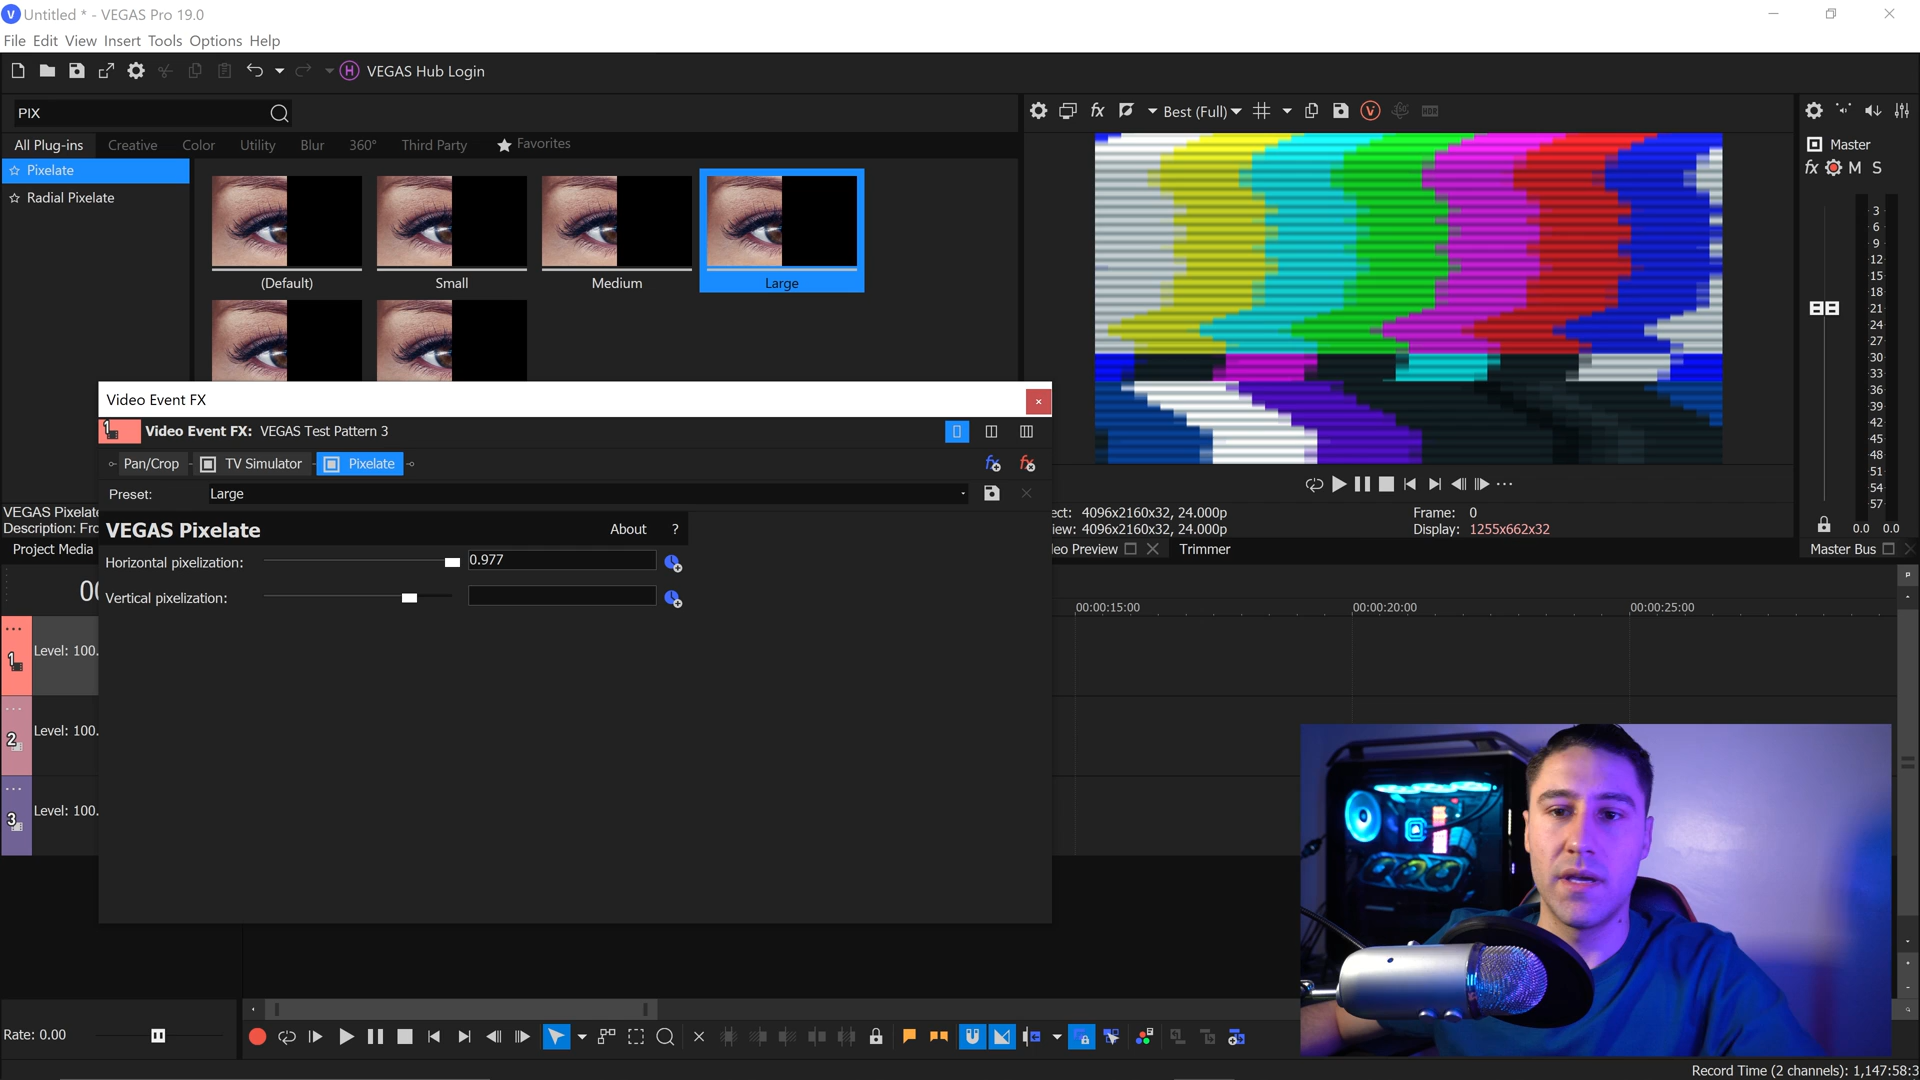 Untitled * - VEGAS Pro 19.0
File Edit View Insert Tools Options Help
VEGAS Hub Login
PIX
All Plug-ins Creative Color Utility Blur 360° Third Party Favorites
Pixelate
Radial Pixelate
(Default) Small Medium Large
Best (Full)
Master
fx M S
3
6
9
12
15
18
21
24
27
30
33
36
39
42
45
48
51
54
57
0.0 0.0
Master Bus
Video Event FX
1 Video Event FX: VEGAS Test Pattern 3
Pan/Crop TV Simulator Pixelate
Preset: Large
VEGAS Pixelate About ?
Horizontal pixelization: 0.977
Vertical pixelization:
VEGAS Pixelate
Description: Fro
Project Media
00
ect: 4096x2160x32, 24.000p Frame: 0
iew: 4096x2160x32, 24.000p Display: 1255x662x32
eo Preview Trimmer
00:00:15:00 00:00:20:00 00:00:25:00
1 Level: 100.
2 Level: 100.
3 Level: 100.
Rate: 0.00
Record Time (2 channels): 1,147:58:3